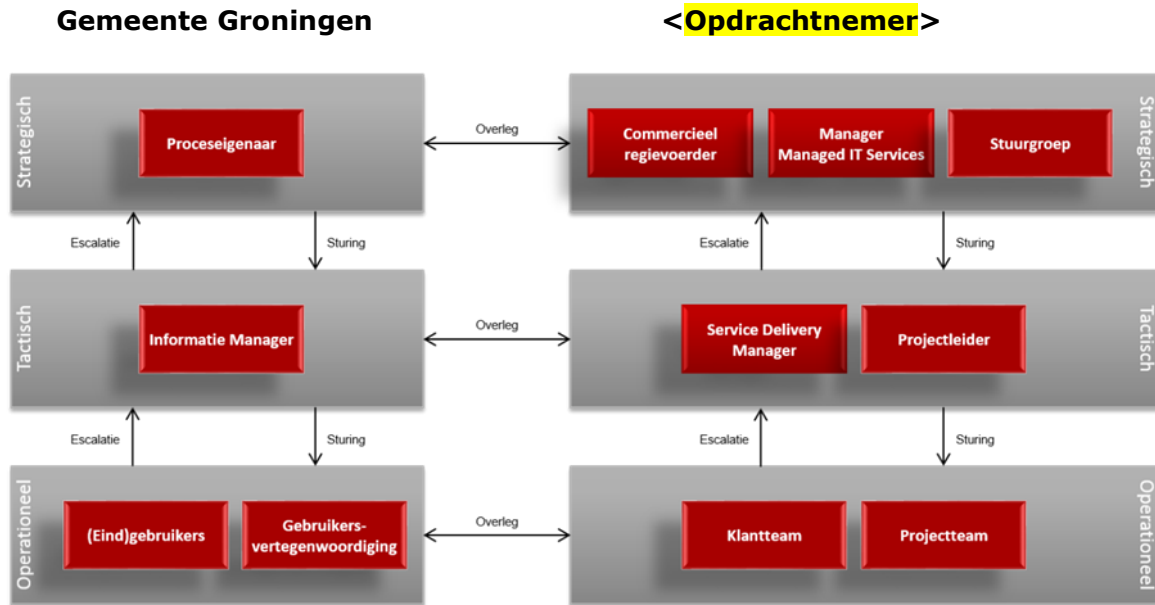 Gemeente Groningen
<Opdrachtnemer>
Strategisch
Proceseigenaar
Overleg
Commercieel
regievoerder
Manager
Managed IT Services
Stuurgroep
Strategisch
Escalatie
Sturing
Escalatie
Sturing
Tactisch
Informatie Manager
Overleg
Service Delivery
Manager
Projectleider
Tactisch
Escalatie
Sturing
Escalatie
Sturing
Operationeel
(Eind)gebruikers
Gebruikers-
vertegenwoordiging
Overleg
Klantteam
Projectteam
Operationeel